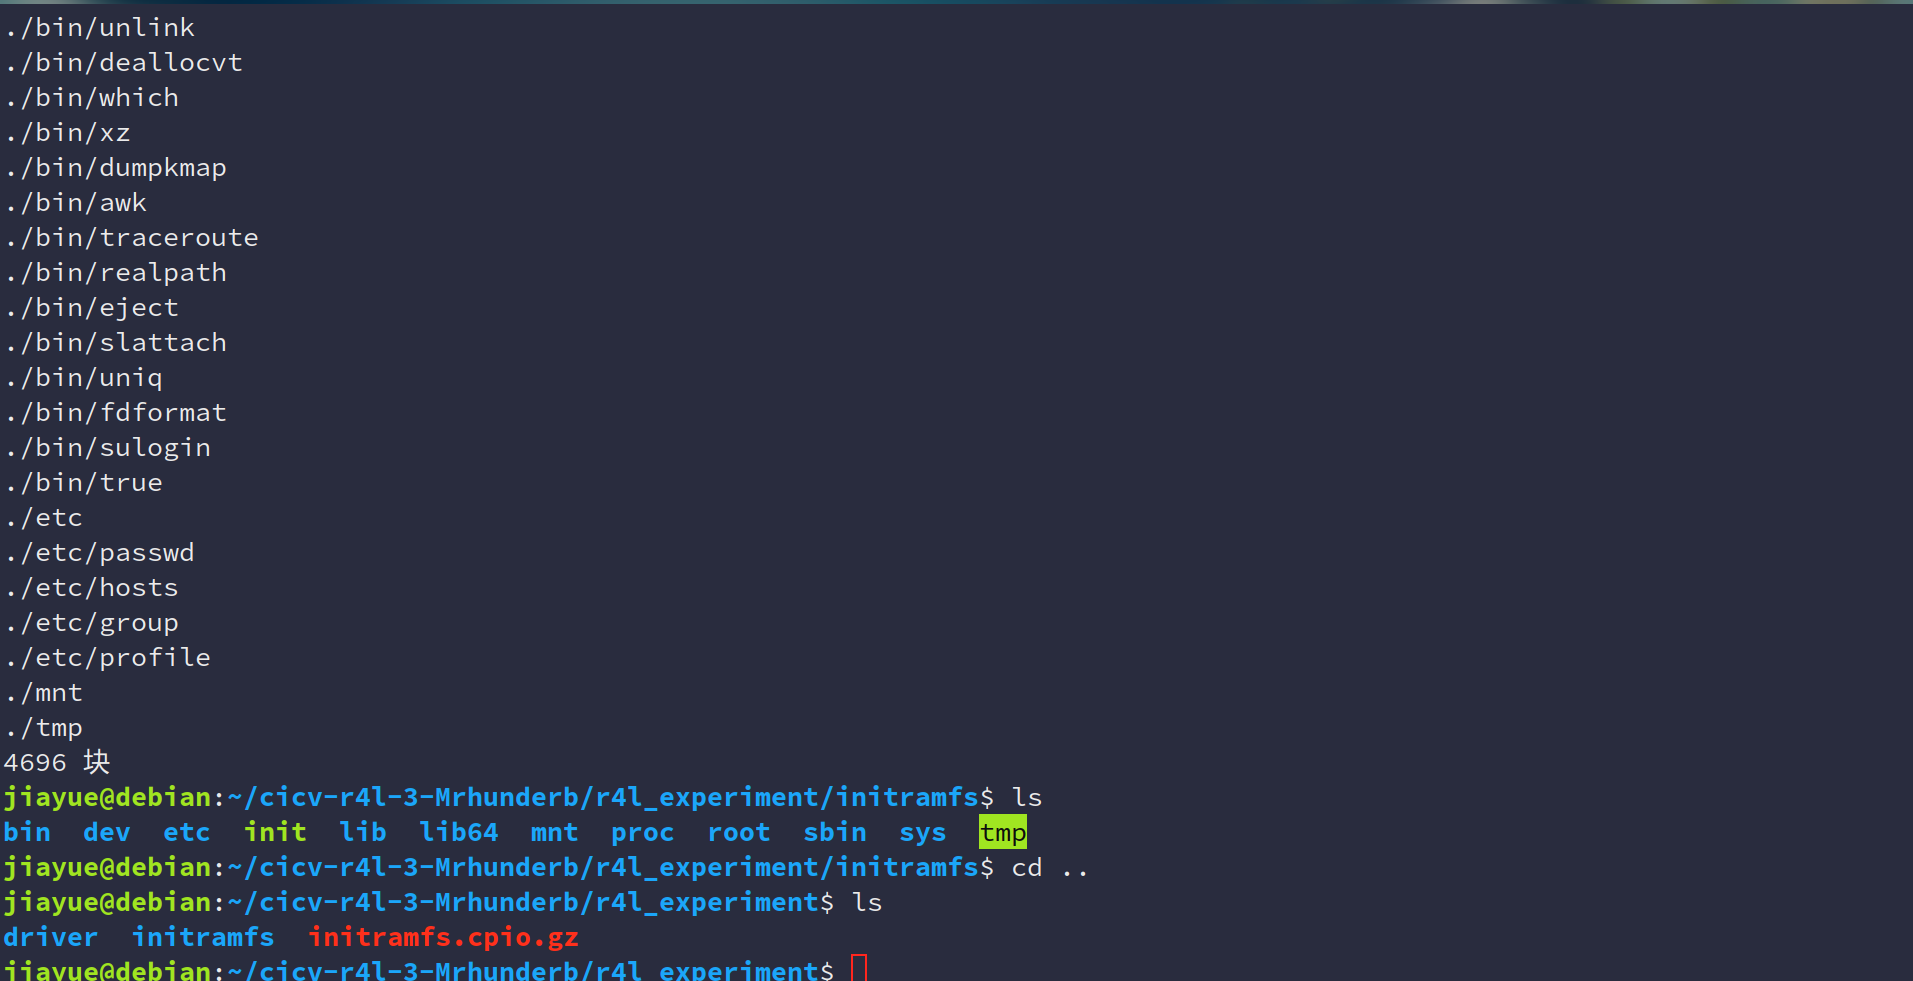 ./bin/unlink
./bin/deallocvt
./bin/which
./bin/xz
./bin/dumpkmap
./bin/awk
./bin/traceroute
./bin/realpath
./bin/eject
./bin/slattach
./bin/uniq
./bin/fdformat
./bin/sulogin
./bin/true
./etc
./etc/passwd
./etc/hosts
./etc/group
./etc/profile
./mnt
./tmp
4696 块
jiayue@debian:~/cicv-r4l-3-Mrhunderb/r4l_experiment/initramfs$ ls
bin  dev  etc  init  lib  lib64  mnt  proc  root  sbin  sys  tmp
jiayue@debian:~/cicv-r4l-3-Mrhunderb/r4l_experiment/initramfs$ cd ..
jiayue@debian:~/cicv-r4l-3-Mrhunderb/r4l_experiment$ ls
driver  initramfs  initramfs.cpio.gz
jiayue@debian:~/cicv-r4l-3-Mrhunderb/r4l_experiment$